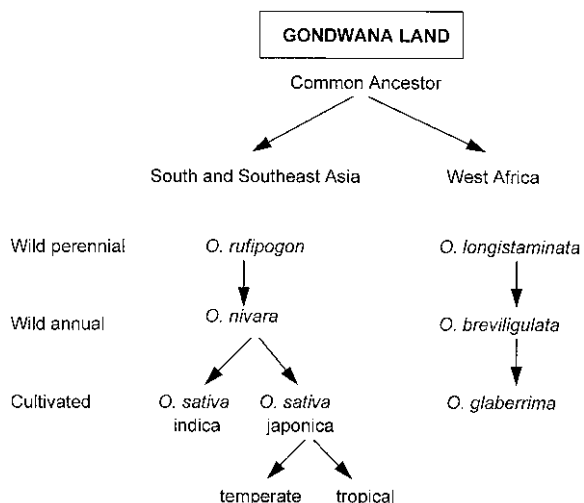 GONDWANA LAND
Common Ancestor
South and Southeast Asia West Africa
Wild perennial O. rufipogon O. longistaminata
Wild annual O. nivara O. breviligulata
Cultivated O. sativa O. sativa O. glaberrima
indica japonica
temperate tropical